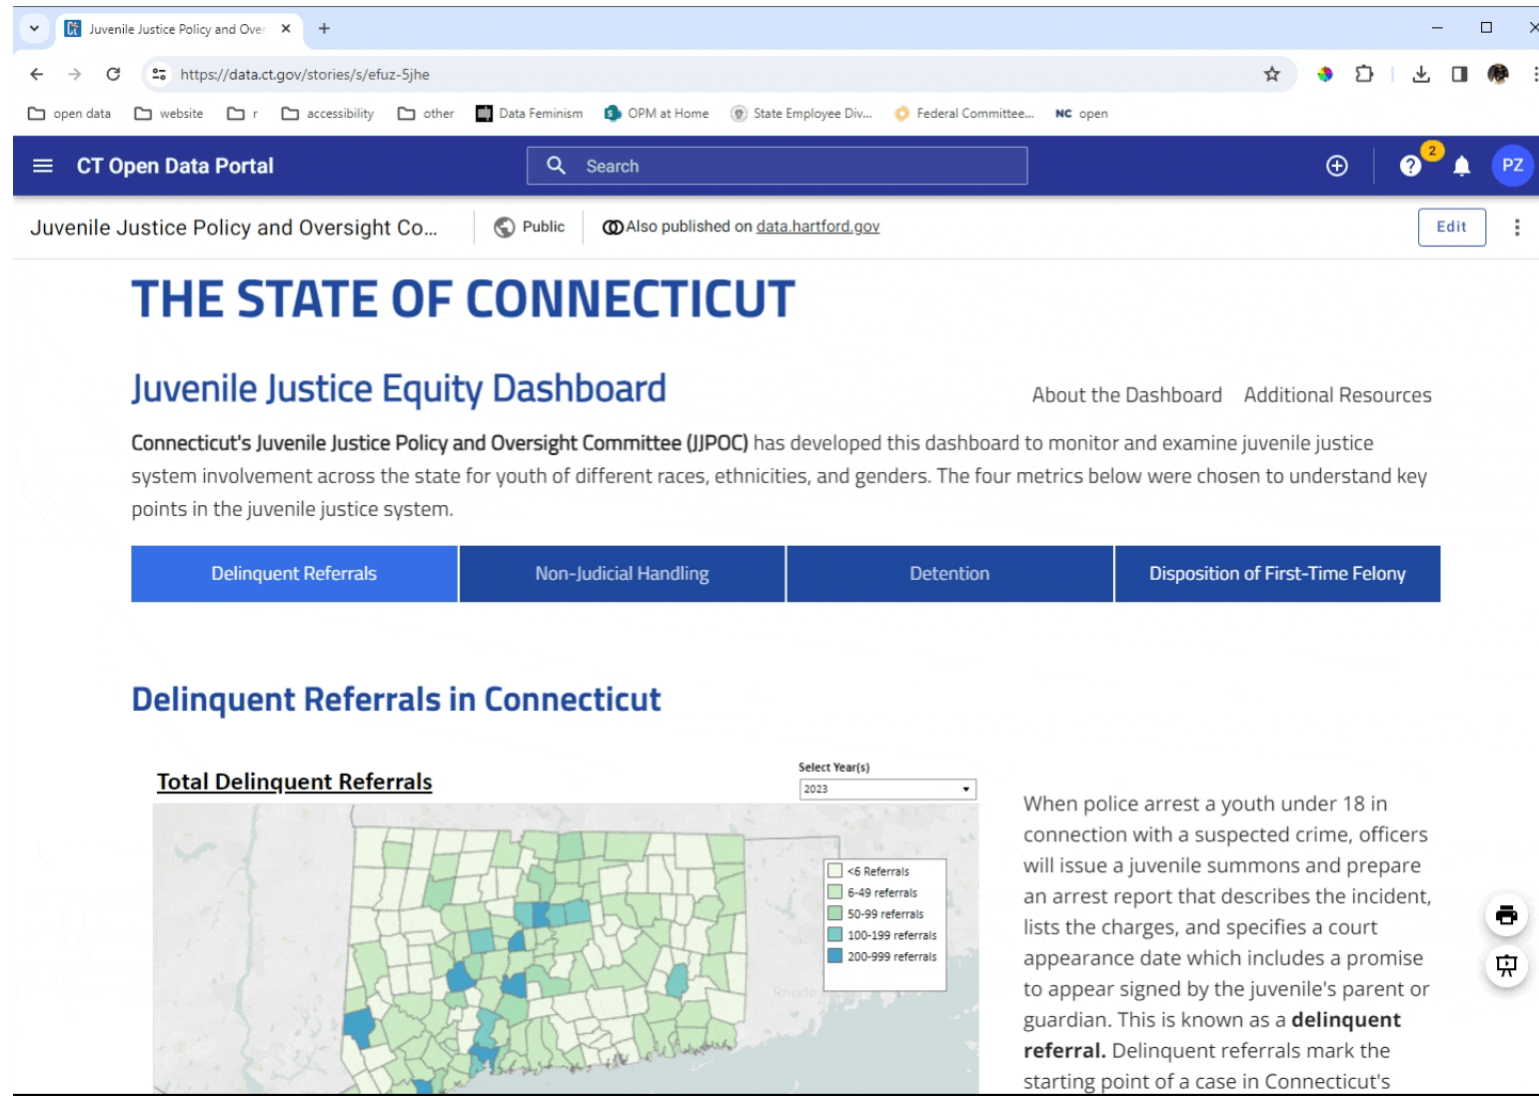 Juvenile Justice Policy and Over
https://data.ct.gov/stories/s/efuz-5jhe
open data website r accessibility other Data Feminism OPM at Home State Employee Div... Federal Committee... NC open
CT Open Data Portal Search 2 PZ
Juvenile Justice Policy and Oversight Co... Public Also published on data.hartford.gov Edit
THE STATE OF CONNECTICUT
Juvenile Justice Equity Dashboard
About the Dashboard Additional Resources
Connecticut's Juvenile Justice Policy and Oversight Committee (JJPOC) has developed this dashboard to monitor and examine juvenile justice
system involvement across the state for youth of different races, ethnicities, and genders. The four metrics below were chosen to understand key
points in the juvenile justice system.
Delinquent Referrals Non-Judicial Handling Detention Disposition of First-Time Felony
Delinquent Referrals in Connecticut
Total Delinquent Referrals
Select Year(s)
2023
<6 Referrals
6-49 referrals
50-99 referrals
100-199 referrals
200-999 referrals
Rhode
When police arrest a youth under 18 in
connection with a suspected crime, officers
will issue a juvenile summons and prepare
an arrest report that describes the incident,
lists the charges, and specifies a court
appearance date which includes a promise
to appear signed by the juvenile's parent or
guardian. This is known as a delinquent
referral. Delinquent referrals mark the
starting point of a case in Connecticut's